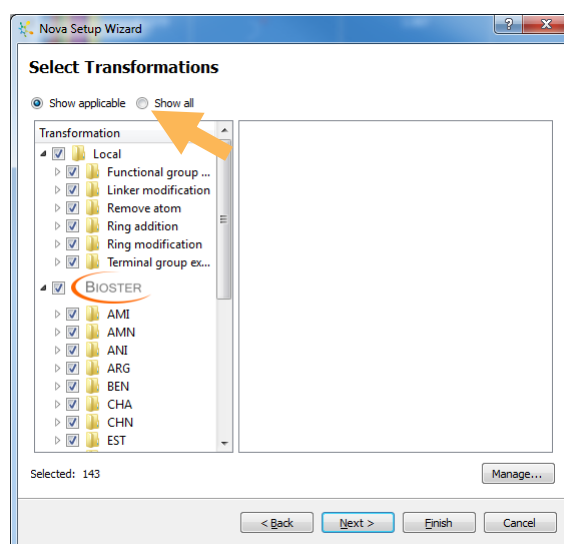 Nova Setup Wizard
Select Transformations
Show applicable Show all
Transformation
Local
Functional group ...
Linker modification
Remove atom
Ring addition
Ring modification
Terminal group ex...
BIOSTER
AMI
AMN
ANI
ARG
BEN
CHA
CHN
EST
Selected: 143 Manage...
< Back Next > Finish Cancel